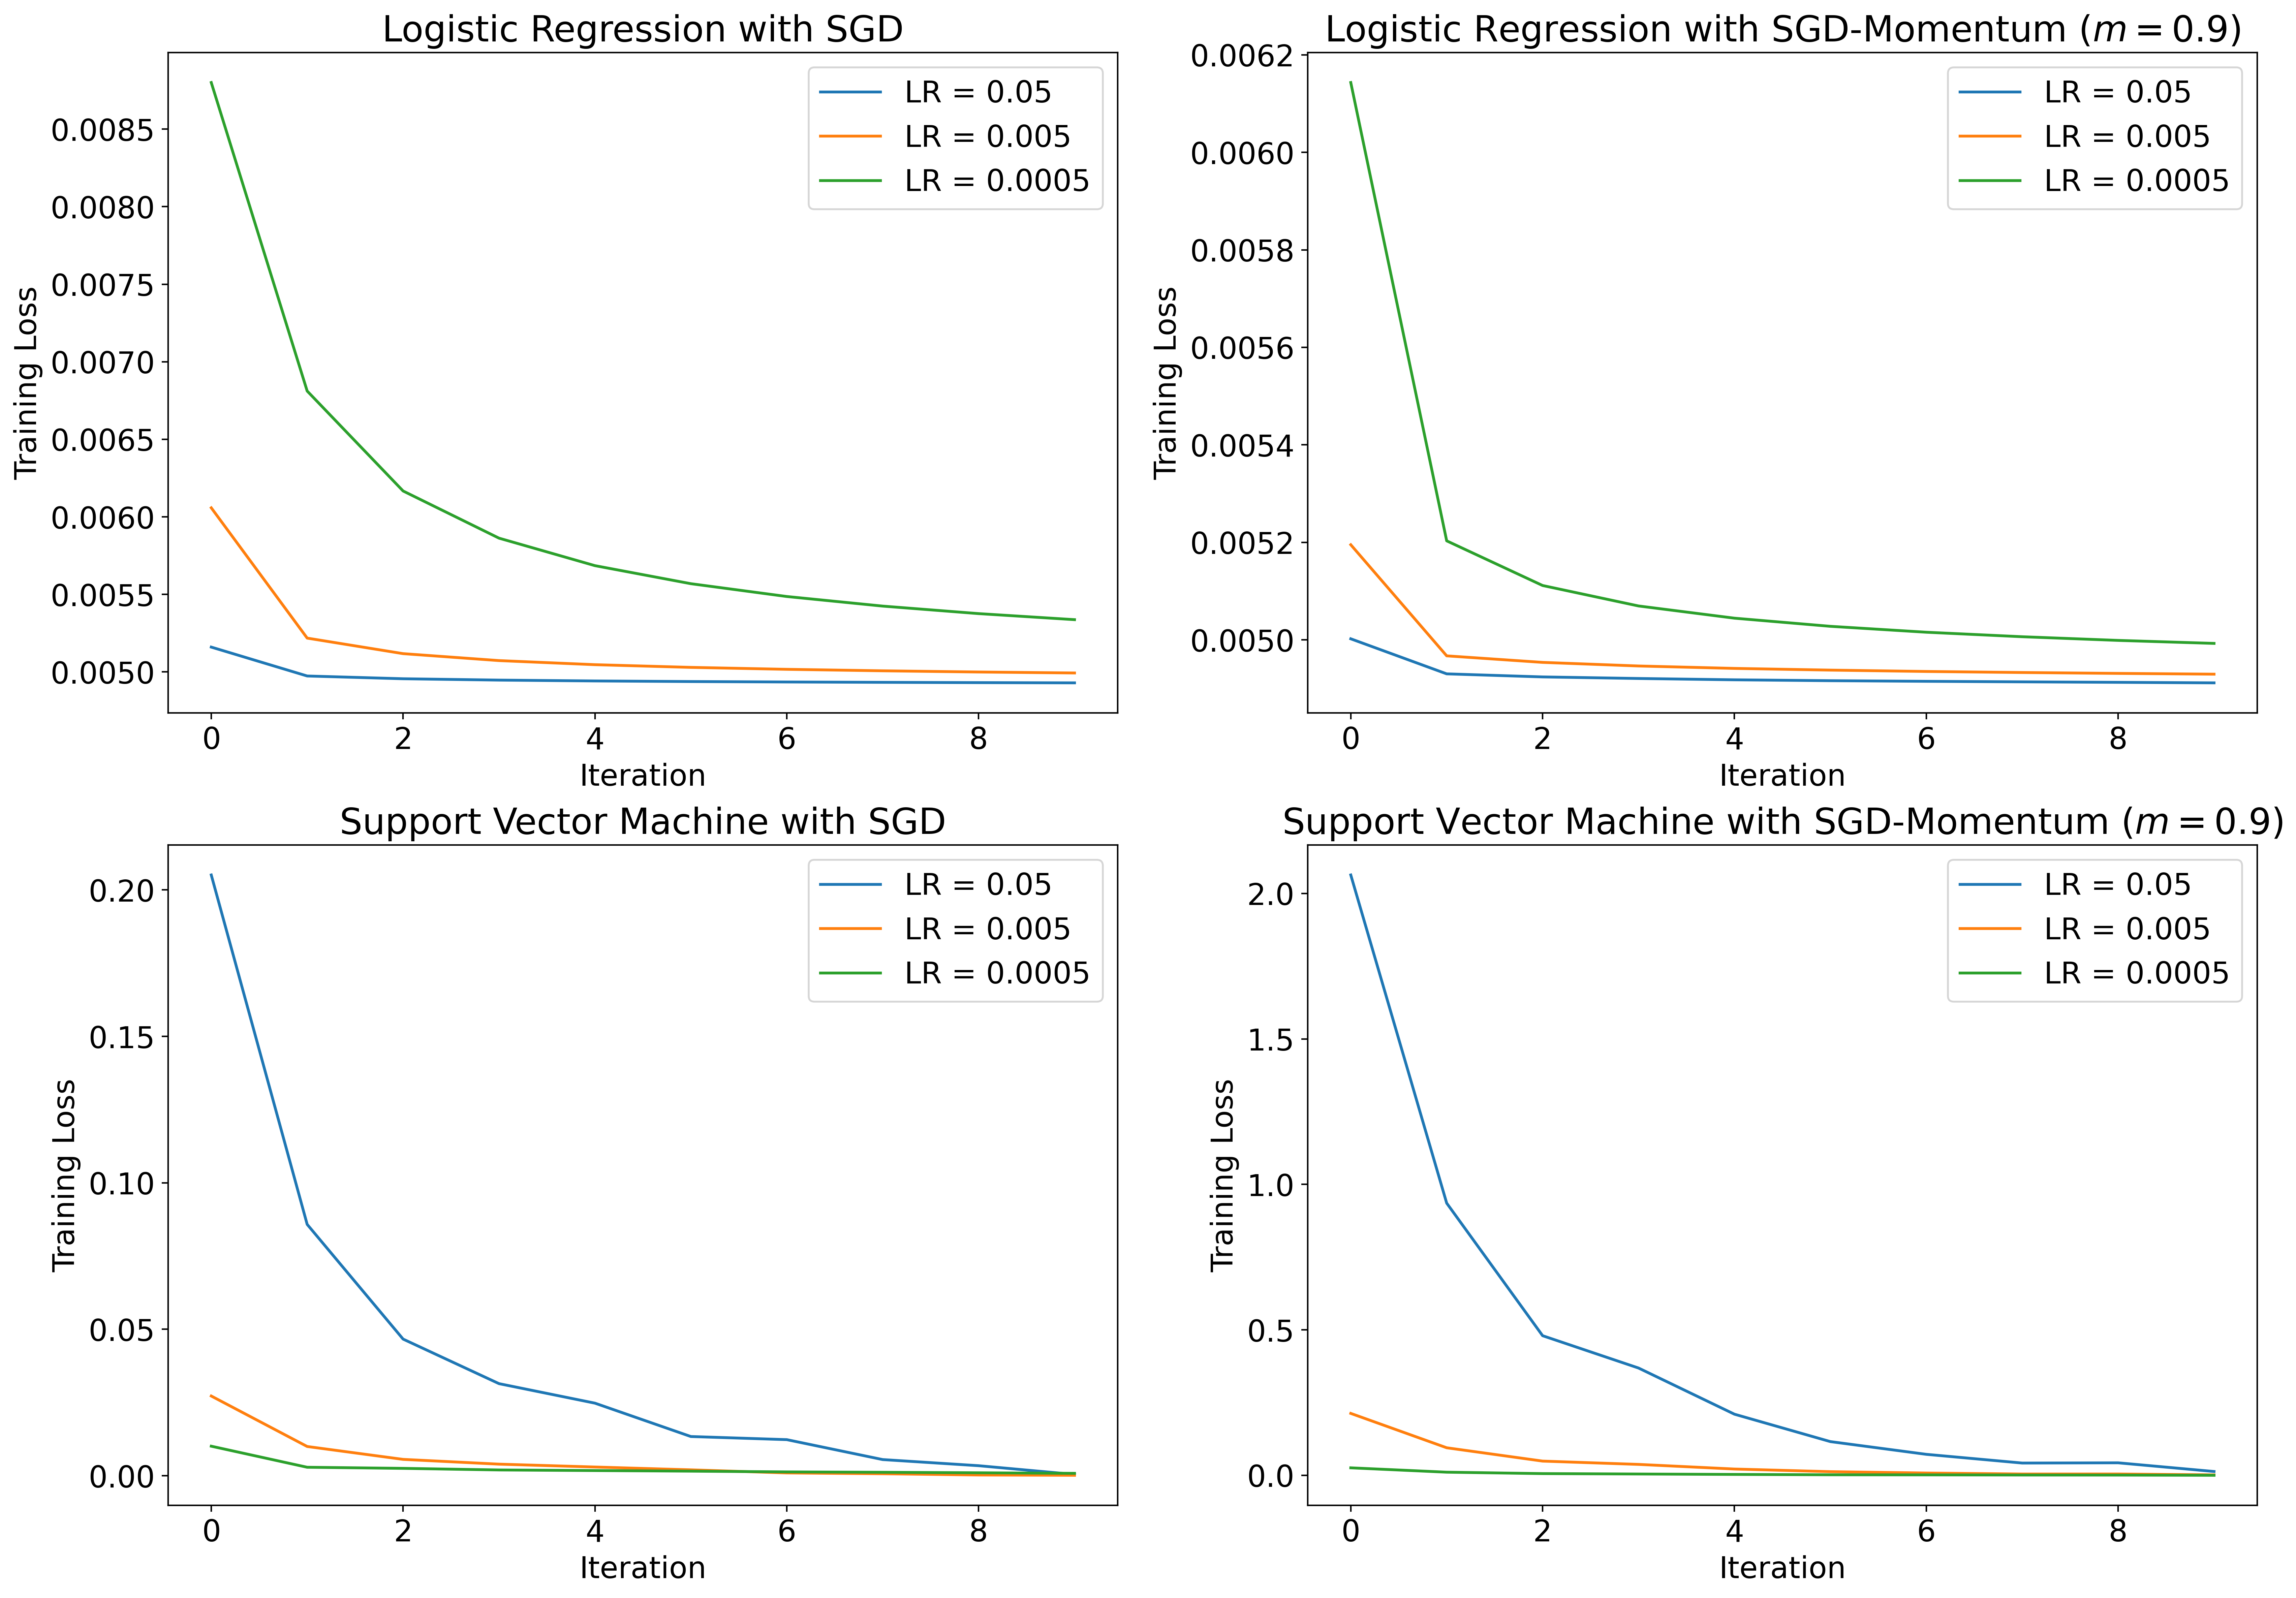 Logistic Regression with SGD
Training Loss
0.0085
0.0080
0.0075
0.0070
0.0065
0.0060
0.0055
0.0050
LR = 0.05
LR = 0.005
LR = 0.0005
0 2 4 6 8
Iteration
Logistic Regression with SGD-Momentum (m = 0.9)
Training Loss
0.0062
0.0060
0.0058
0.0056
0.0054
0.0052
0.0050
LR = 0.05
LR = 0.005
LR = 0.0005
0 2 4 6 8
Iteration
Support Vector Machine with SGD
Training Loss
0.20
0.15
0.10
0.05
0.00
LR = 0.05
LR = 0.005
LR = 0.0005
0 2 4 6 8
Iteration
Support Vector Machine with SGD-Momentum (m = 0.9)
Training Loss
2.0
1.5
1.0
0.5
0.0
LR = 0.05
LR = 0.005
LR = 0.0005
0 2 4 6 8
Iteration